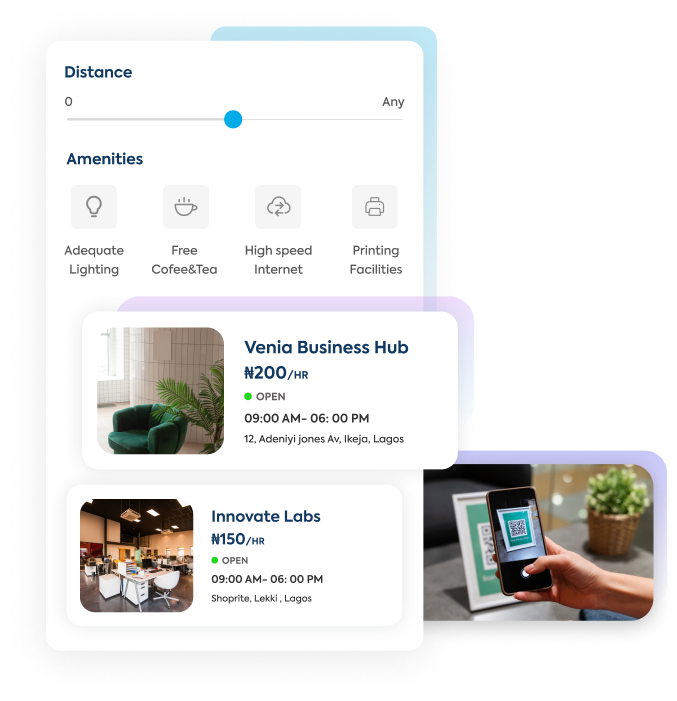 Distance
0 Any
Amenities
Adequate Lighting
Free Cofee&Tea
High speed Internet
Printing Facilities
Venia Business Hub
₦200/HR
OPEN
09:00 AM- 06: 00 PM
12, Adeniyi jones Av, Ikeja, Lagos
Innovate Labs
₦150/HR
OPEN
09:00 AM- 06: 00 PM
Shoprite, Lekki , Lagos